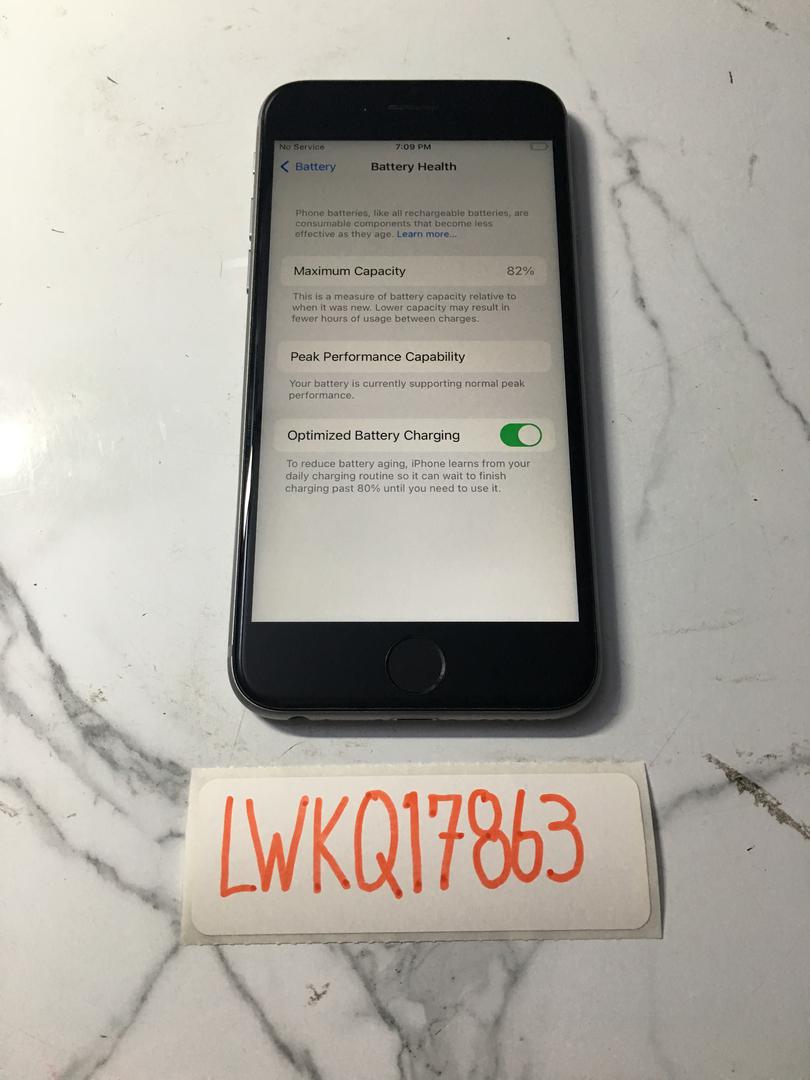 No Service 7:09 PM
Battery Battery Health
Phone batteries, like all rechargeable batteries, are
consumable components that become less
effective as they age. Learn more...
Maximum Capacity 82%
This is a measure of battery capacity relative to
when it was new. Lower capacity may result in
fewer hours of usage between charges.
Peak Performance Capability
Your battery is currently supporting normal peak
performance.
Optimized Battery Charging
To reduce battery aging, iPhone learns from your
daily charging routine so it can wait to finish
charging past 80% until you need to use it.
LWKQ17863